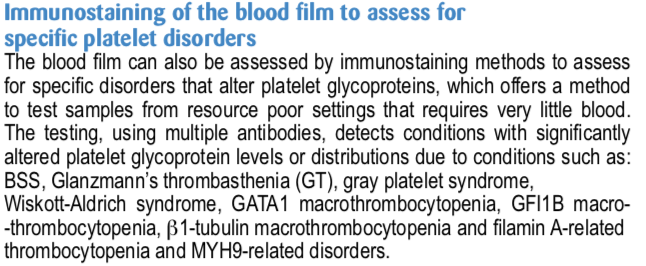 Immunostaining of the blood film to assess for
specific platelet disorders
The blood film can also be assessed by immunostaining methods to assess
for specific disorders that alter platelet glycoproteins, which offers a method
to test samples from resource poor settings that requires very little blood.
The testing, using multiple antibodies, detects conditions with significantly
altered platelet glycoprotein levels or distributions due to conditions such as:
BSS, Glanzmann's thrombasthenia (GT), gray platelet syndrome,
Wiskott-Aldrich syndrome, GATA1 macrothrombocytopenia, GFI1B macro-
-thrombocytopenia, β1-tubulin macrothrombocytopenia and filamin A-related
thrombocytopenia and MYH9-related disorders.